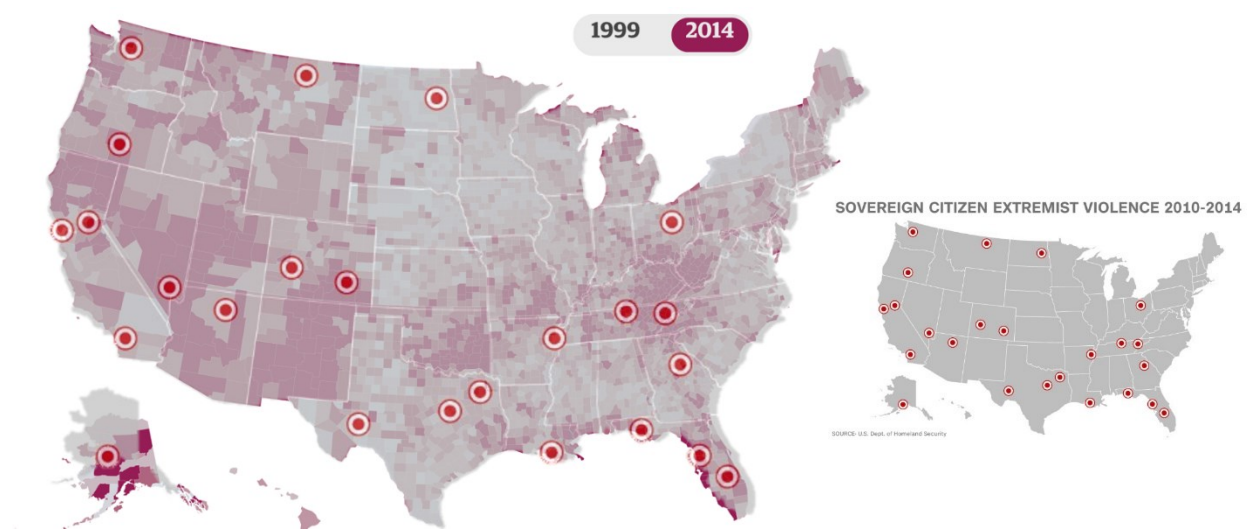 1999 2014
SOVEREIGN CITIZEN EXTREMIST VIOLENCE 2010-2014
SOURCE: U.S. Dept. of Homeland Security